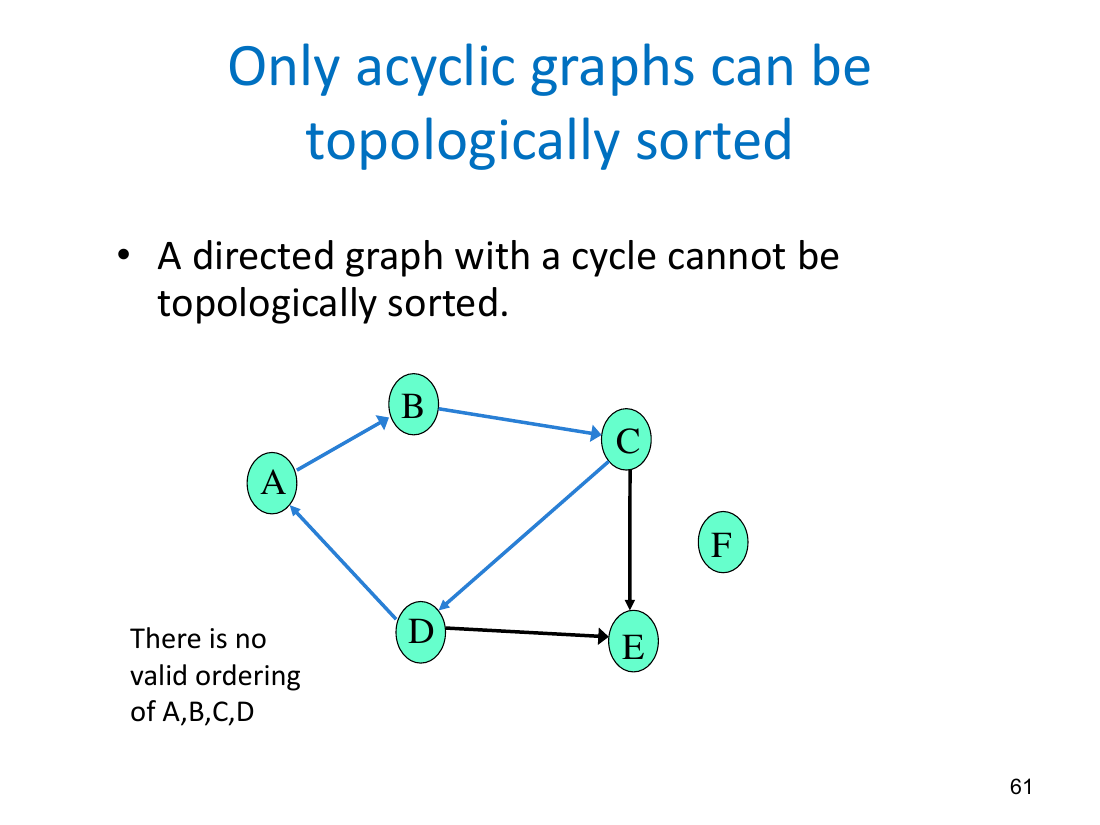 Only acyclic graphs can be
topologically sorted
• A directed graph with a cycle cannot be
topologically sorted.
B
C
A
F
D
E
There is no
valid ordering
of A,B,C,D
61